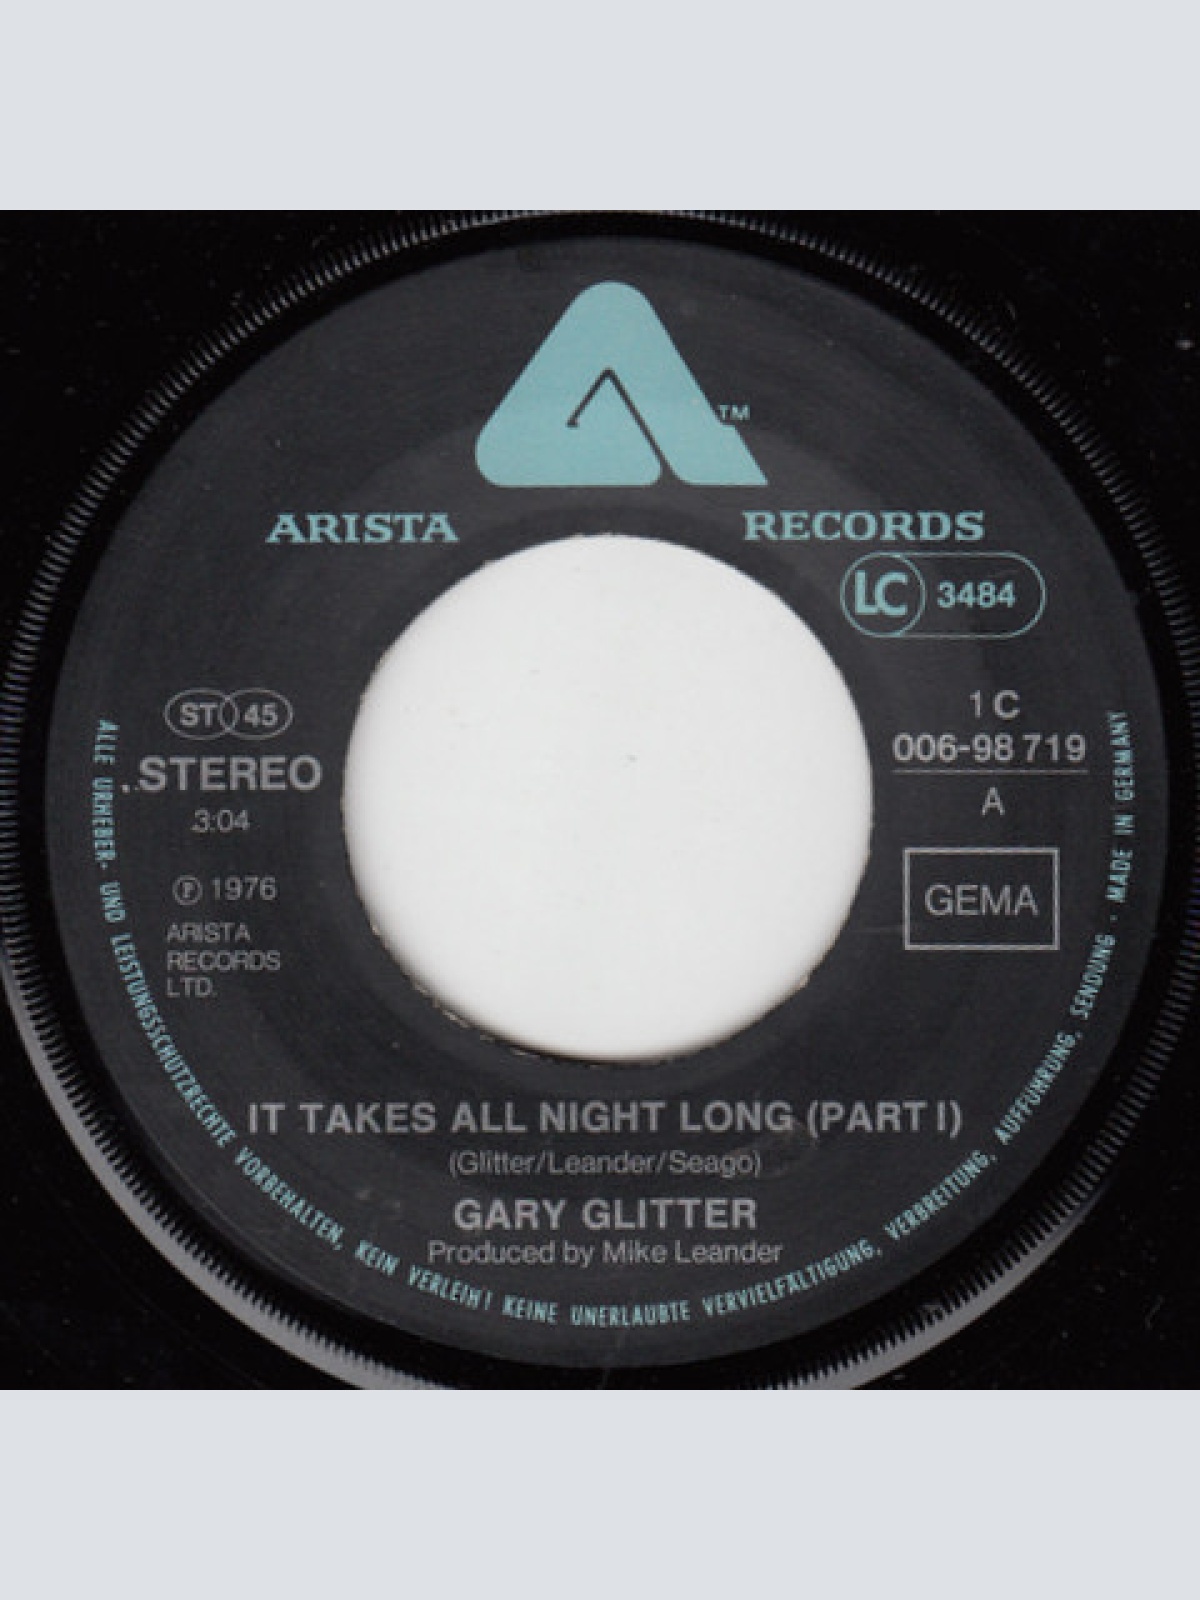 TM
ARISTA RECORDS
LC 3484
ST 45
STEREO
3:04
℗ 1976
ARISTA
RECORDS
LTD.
1 C
006-98 719
A
GEMA
IT TAKES ALL NIGHT LONG (PART I)
(Glitter/Leander/Seago)
GARY GLITTER
Produced by Mike Leander
ALLE URHEBER- UND LEISTUNGSSCHUTZRECHTE VORBEHALTEN, KEIN VERLEIH! KEINE UNERLAUBTE VERVIELFÄLTIGUNG, VERBREITUNG, AUFFÜHRUNG, SENDUNG · MADE IN GERMANY